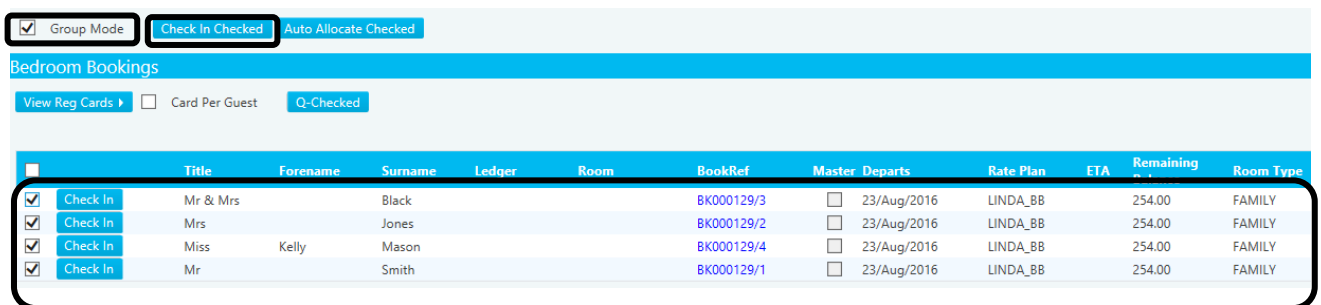 Group Mode Check In Checked Auto Allocate Checked
Bedroom Bookings
View Reg Cards Card Per Guest Q-Checked
Title Forename Surname Ledger Room BookRef Master Departs Rate Plan ETA Remaining Room Type
Check In Mr & Mrs Black BK000129/3 23/Aug/2016 LINDA_BB 254.00 FAMILY
Check In Mrs Jones BK000129/2 23/Aug/2016 LINDA_BB 254.00 FAMILY
Check In Miss Kelly Mason BK000129/4 23/Aug/2016 LINDA_BB 254.00 FAMILY
Check In Mr Smith BK000129/1 23/Aug/2016 LINDA_BB 254.00 FAMILY